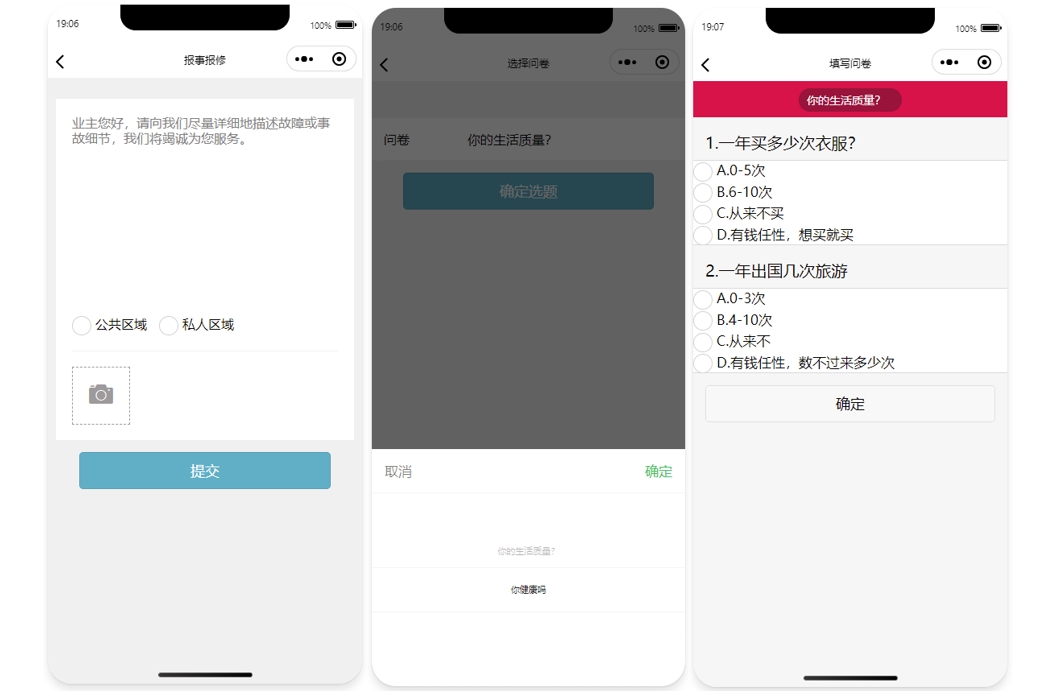 19:06
100%
报事报修
业主您好，请向我们尽量详细地描述故障或事
故细节，我们将竭诚为您服务。
公共区域
私人区域
提交
19:06
100%
选择问卷
问卷
你的生活质量？
确定选题
取消
确定
你的生活质量？
你健康吗
19:07
100%
填写问卷
你的生活质量？
1.一年买多少次衣服？
A.0-5次
B.6-10次
C.从来不买
D.有钱任性，想买就买
2.一年出国几次旅游
A.0-3次
B.4-10次
C.从来不
D.有钱任性，数不过来多少次
确定